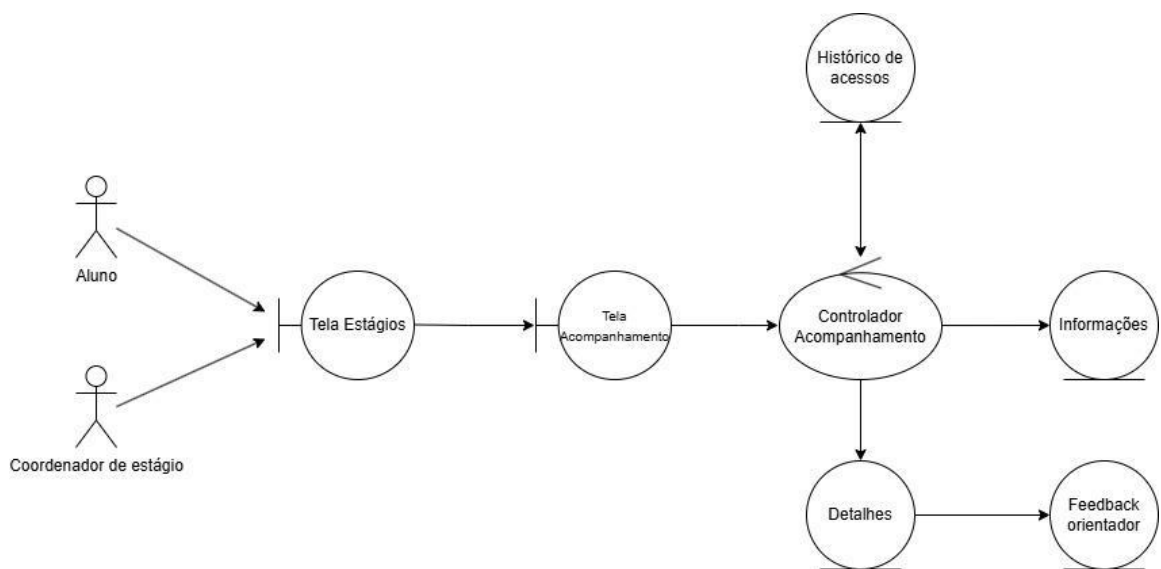 Histórico de
acessos
Aluno
Tela Estágios
Tela
Acompanhamento
Controlador
Acompanhamento
Informações
Coordenador de estágio
Detalhes
Feedback
orientador